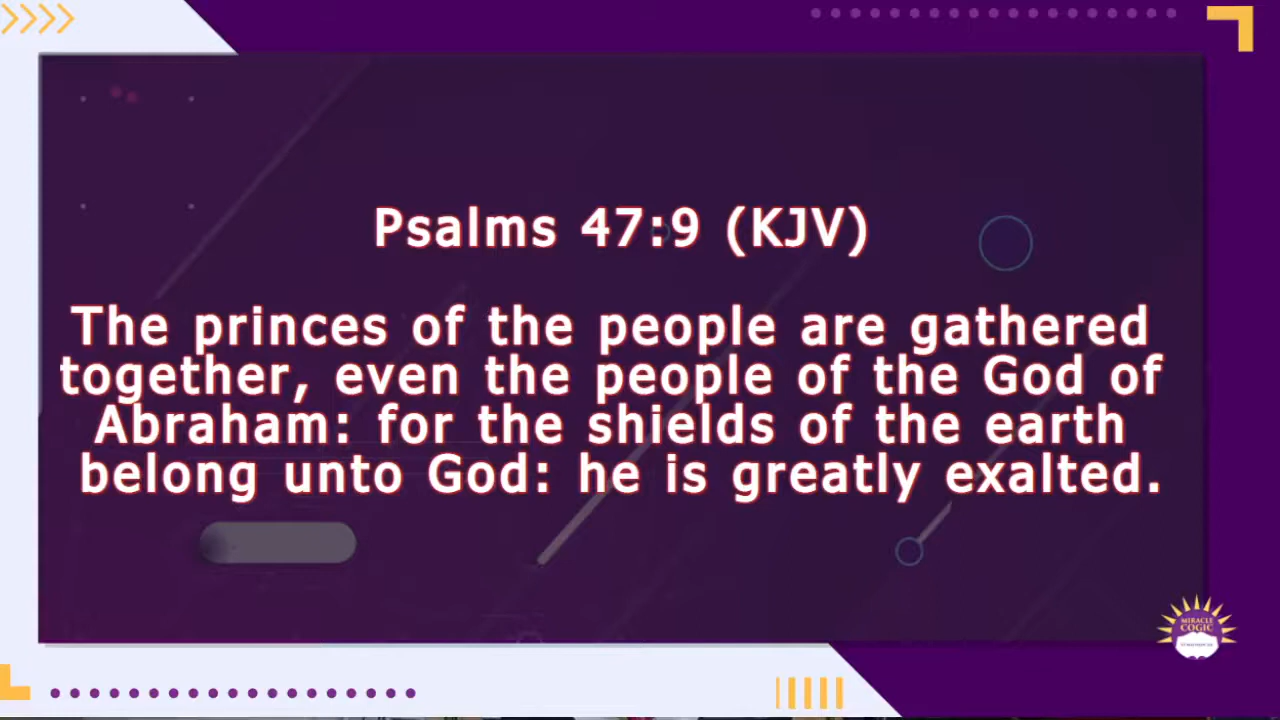 Psalms 47:9 (KJV)
The princes of the people are gathered
together, even the people of the God of
Abraham: for the shields of the earth
belong unto God: he is greatly exalted.
MIRACLE
COGIC